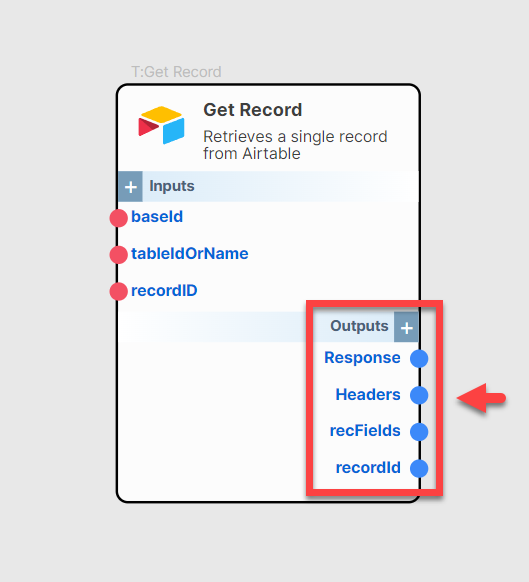 T:Get Record
Get Record
Retrieves a single record
from Airtable
+ Inputs
baseId
tableIdOrName
recordID
Outputs +
Response
Headers
recFields
recordId